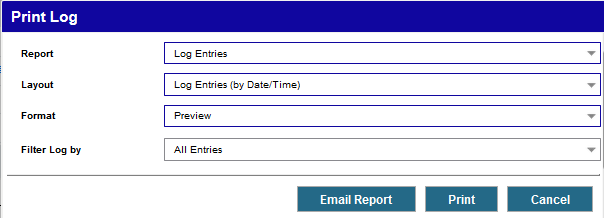 Print Log
Report Log Entries
Layout Log Entries (by Date/Time)
Format Preview
Filter Log by All Entries
Email Report Print Cancel